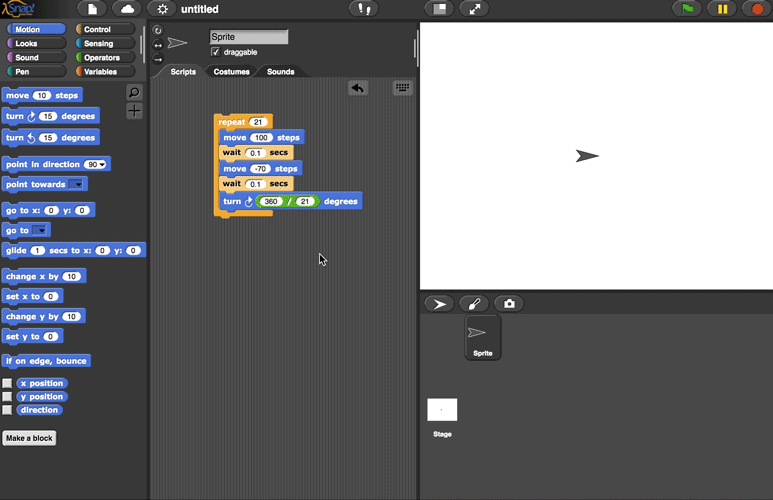 Snap!
untitled
Motion
Control
Looks
Sensing
Sound
Operators
Pen
Variables
move 10 steps
turn 15 degrees
turn 15 degrees
point in direction 90
point towards
go to x: 0 y: 0
go to
glide 1 secs to x: 0 y: 0
change x by 10
set x to 0
change y by 10
set y to 0
if on edge, bounce
x position
y position
direction
Make a block
Sprite
draggable
Scripts
Costumes
Sounds
repeat 21
move 100 steps
wait 0.1 secs
move -70 steps
wait 0.1 secs
turn 360 / 21 degrees
Sprite
Stage